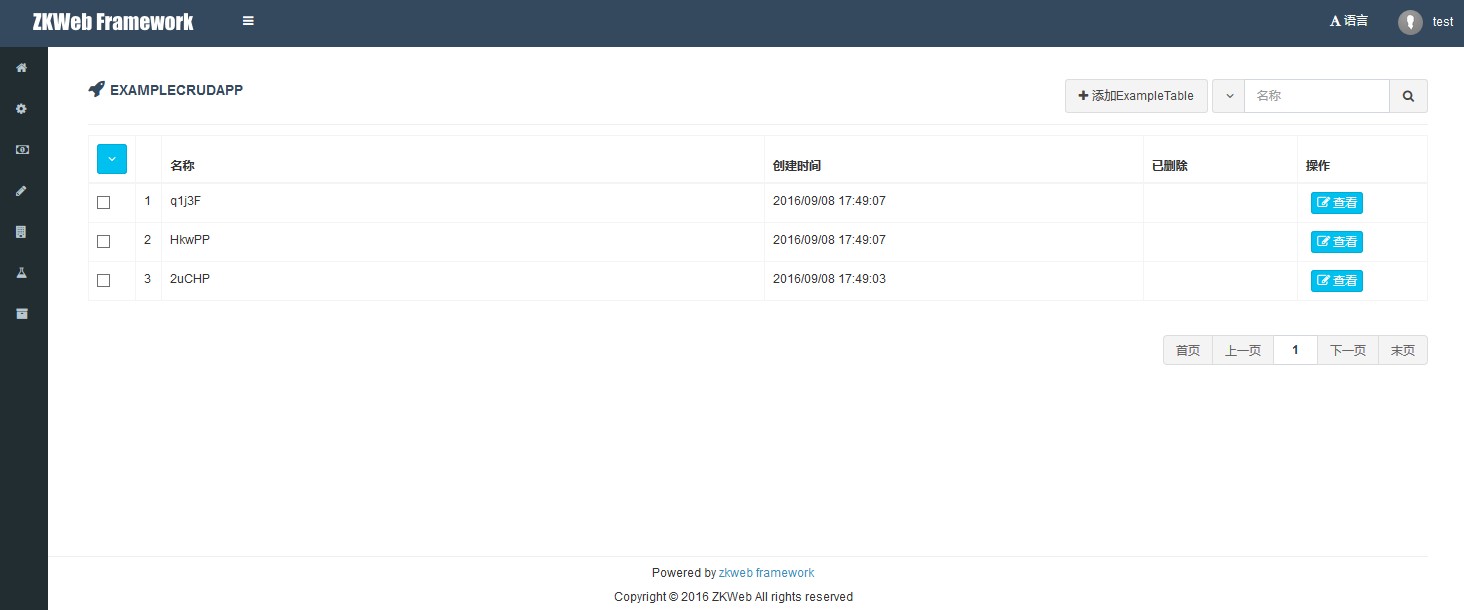 ZKWeb Framework
A 语言 test
EXAMPLECRUDAPP
添加ExampleTable 名称
名称 创建时间 已删除 操作
1 q1j3F 2016/09/08 17:49:07 查看
2 HkwPP 2016/09/08 17:49:07 查看
3 2uCHP 2016/09/08 17:49:03 查看
首页 上一页 1 下一页 末页
Powered by zkweb framework
Copyright © 2016 ZKWeb All rights reserved